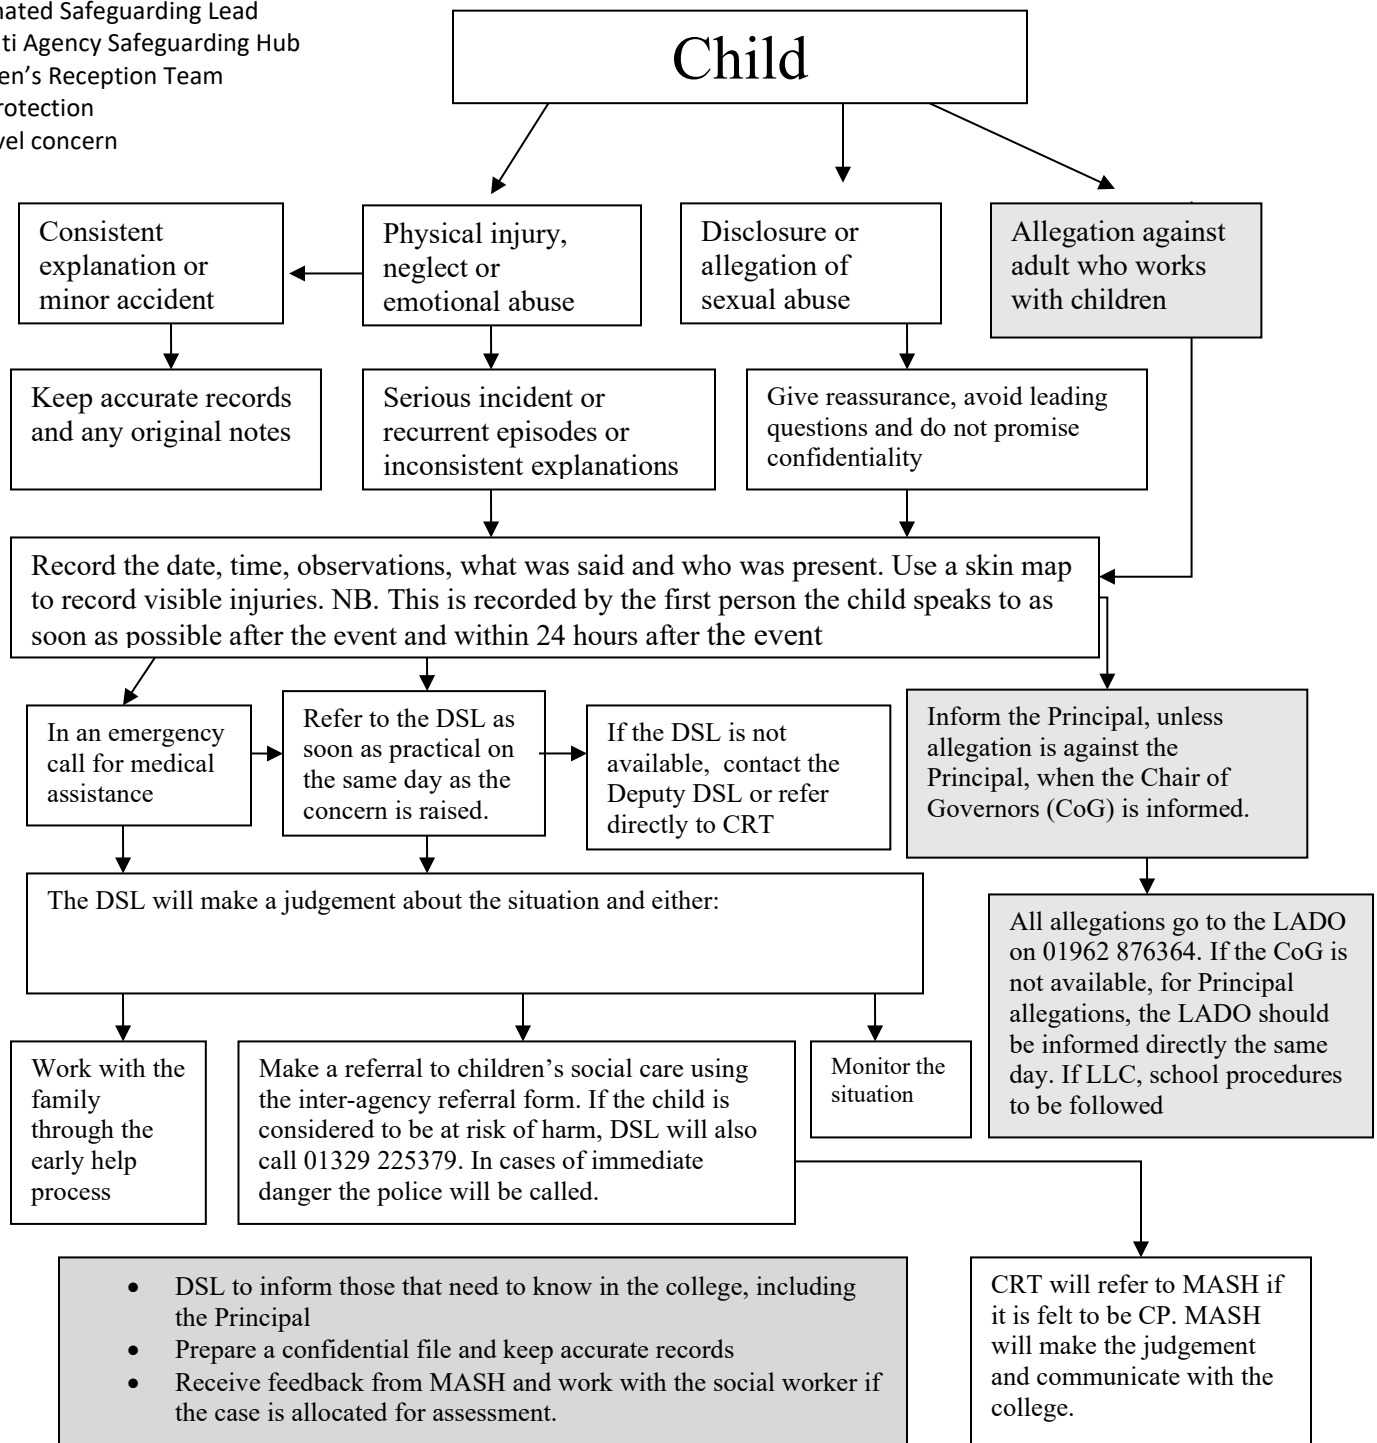 Safeguarding Lead
Agency Safeguarding Hub
Reception Team
concern
Child
Consistent
explanation or
minor accident
Physical injury,
neglect or
emotional abuse
Disclosure or
allegation of
sexual abuse
Allegation against
adult who works
with children
Keep accurate records
and any original notes
Serious incident or
recurrent episodes or
inconsistent explanations
Give reassurance, avoid leading
questions and do not promise
confidentiality
Record the date, time, observations, what was said and who was present. Use a skin map
to record visible injuries. NB. This is recorded by the first person the child speaks to as
soon as possible after the event and within 24 hours after the event
In an emergency
call for medical
assistance
Refer to the DSL as
soon as practical on
the same day as the
concern is raised.
If the DSL is not
available, contact the
Deputy DSL or refer
directly to CRT
Inform the Principal, unless
allegation is against the
Principal, when the Chair of
Governors (CoG) is informed.
The DSL will make a judgement about the situation and either:
All allegations go to the LADO
on 01962 876364. If the CoG is
not available, for Principal
allegations, the LADO should
be informed directly the same
day. If LLC, school procedures
to be followed
Work with the
family
through the
early help
process
Make a referral to children's social care using
the inter-agency referral form. If the child is
considered to be at risk of harm, DSL will also
call 01329 225379. In cases of immediate
danger the police will be called.
Monitor the
situation
• DSL to inform those that need to know in the college, including
the Principal
• Prepare a confidential file and keep accurate records
• Receive feedback from MASH and work with the social worker if
the case is allocated for assessment.
CRT will refer to MASH if
it is felt to be CP. MASH
will make the judgement
and communicate with the
college.